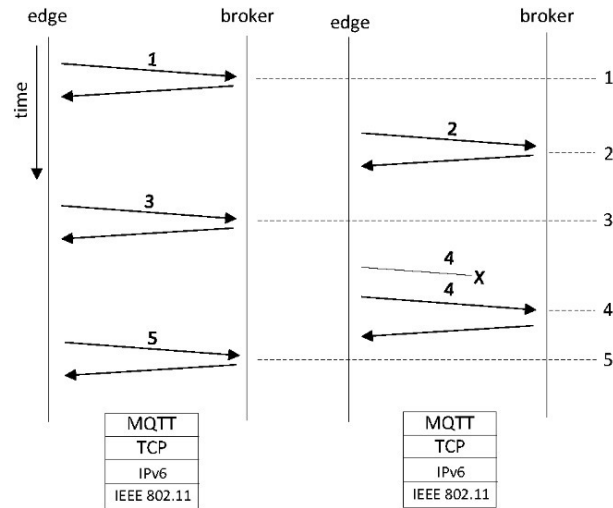 edge
broker
edge
broker
time
1
1
2
2
3
3
4
X
4
4
5
5
MQTT
TCP
IPv6
IEEE 802.11
MQTT
TCP
IPv6
IEEE 802.11